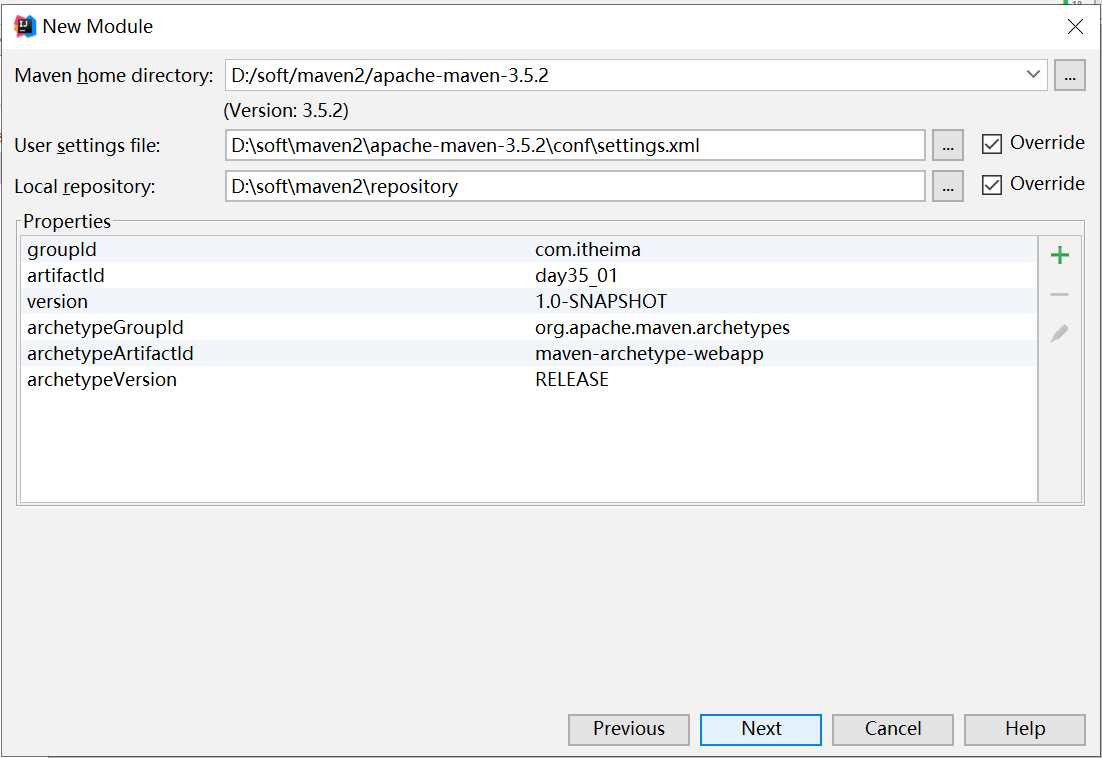 New Module
Maven home directory: D:/soft/maven2/apache-maven-3.5.2 ...
(Version: 3.5.2)
User settings file: D:\soft\maven2\apache-maven-3.5.2\conf\settings.xml ... Override
Local repository: D:\soft\maven2\repository ... Override
Properties
groupId com.itheima
artifactId day35_01
version 1.0-SNAPSHOT
archetypeGroupId org.apache.maven.archetypes
archetypeArtifactId maven-archetype-webapp
archetypeVersion RELEASE
Previous Next Cancel Help